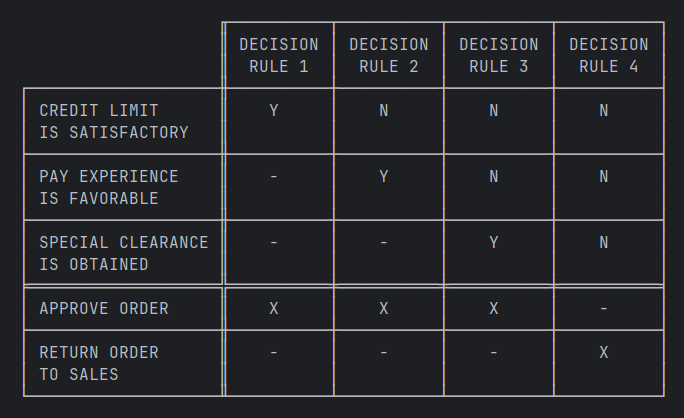 DECISION DECISION DECISION DECISION
RULE 1 RULE 2 RULE 3 RULE 4
CREDIT LIMIT Y N N N
IS SATISFACTORY
PAY EXPERIENCE - Y N N
IS FAVORABLE
SPECIAL CLEARANCE - - Y N
IS OBTAINED
APPROVE ORDER X X X -
RETURN ORDER - - - X
TO SALES